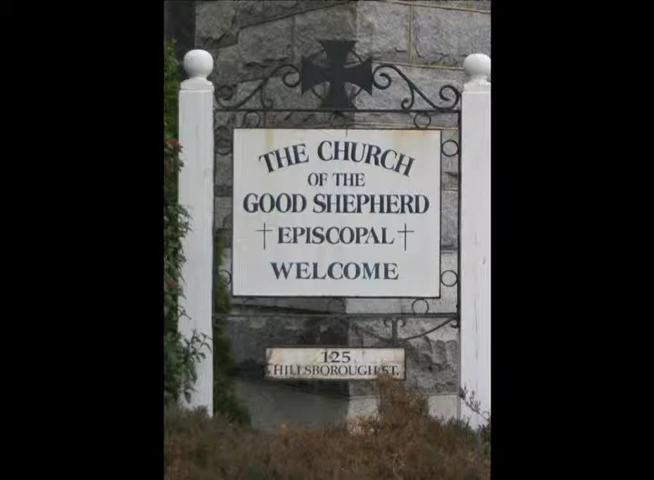 THE CHURCH
OF THE
GOOD SHEPHERD
EPISCOPAL
WELCOME
125
HILLSBOROUGH ST.